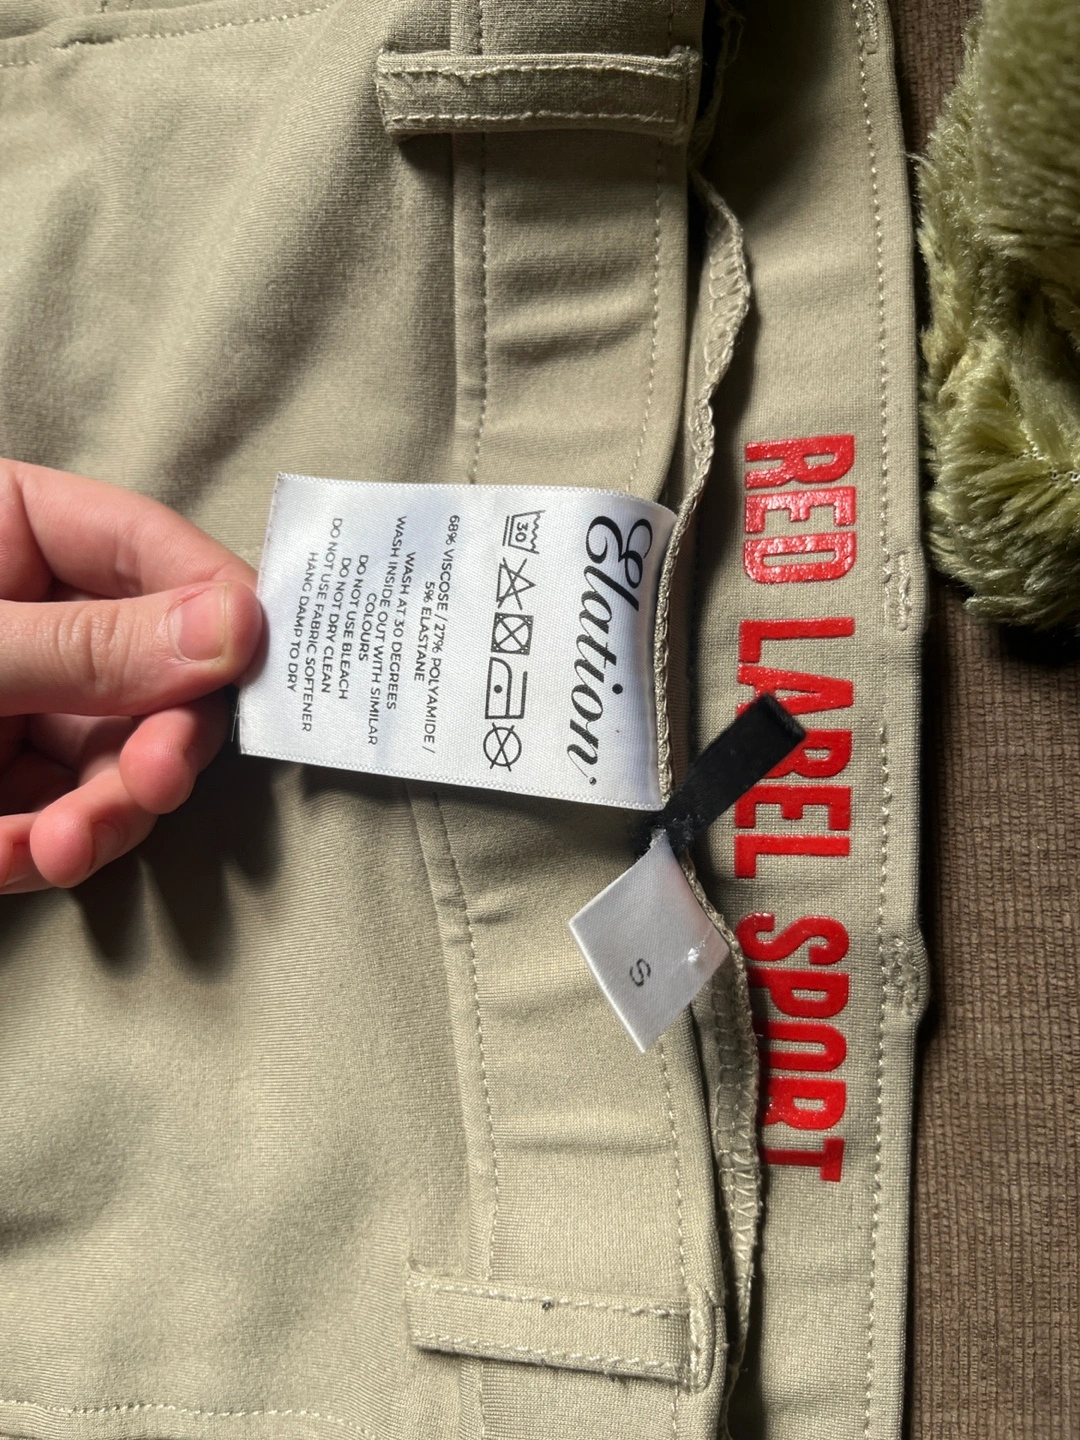 Elation
30
68% VISCOSE / 27% POLYAMIDE /
5% ELASTANE
WASH AT 30 DEGREES
WASH INSIDE OUT WITH SIMILAR
COLOURS
DO NOT USE BLEACH
DO NOT DRY CLEAN
DO NOT USE FABRIC SOFTENER
HANG DAMP TO DRY
S
RED LABEL SPORT